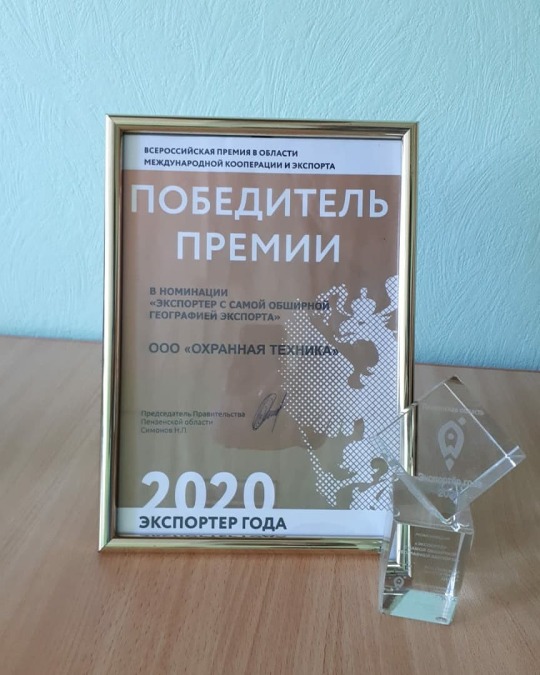 ВСЕРОССИЙСКАЯ ПРЕМИЯ В ОБЛАСТИ
МЕЖДУНАРОДНОЙ КООПЕРАЦИИ И ЭКСПОРТА
ПОБЕДИТЕЛЬ
ПРЕМИИ
В НОМИНАЦИИ
«ЭКСПОРТЕР С САМОЙ ОБШИРНОЙ
ГЕОГРАФИЕЙ ЭКСПОРТА»
ООО «ОХРАННАЯ ТЕХНИКА»
Председатель Правительства
Пензенской области
Симонов Н.П.
2020
ЭКСПОРТЕР ГОДА